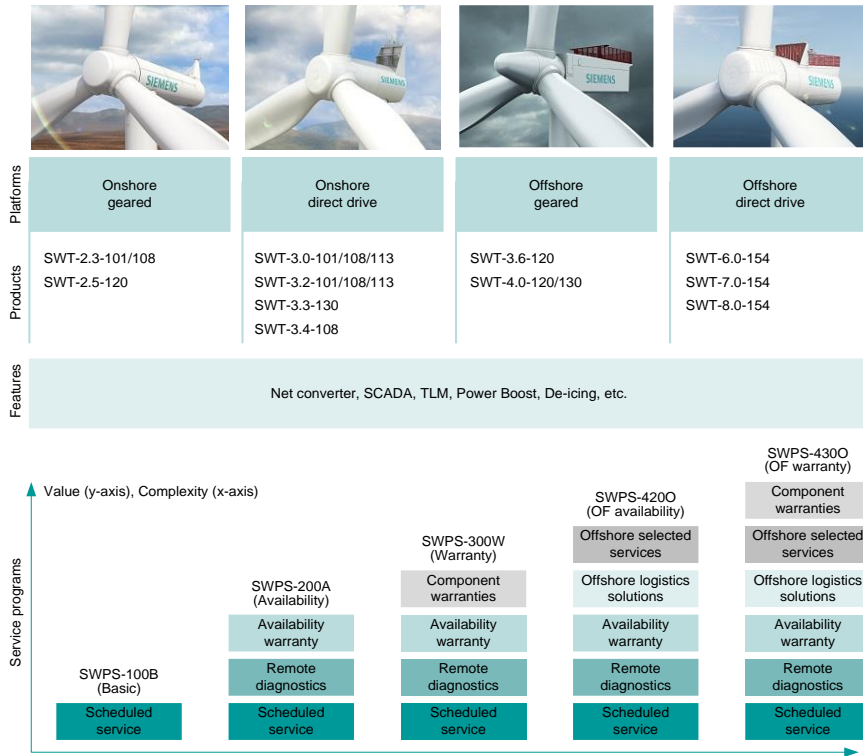 SIEMENS
SIEMENS
SIEMENS
SIEMENS
Platforms
Onshore
geared
Onshore
direct drive
Offshore
geared
Offshore
direct drive
Products
SWT-2.3-101/108
SWT-2.5-120
SWT-3.0-101/108/113
SWT-3.2-101/108/113
SWT-3.3-130
SWT-3.4-108
SWT-3.6-120
SWT-4.0-120/130
SWT-6.0-154
SWT-7.0-154
SWT-8.0-154
Features
Net converter, SCADA, TLM, Power Boost, De-icing, etc.
Service programs
Value (y-axis), Complexity (x-axis)
SWPS-100B
(Basic)
Scheduled
service
SWPS-200A
(Availability)
Availability
warranty
Remote
diagnostics
Scheduled
service
SWPS-300W
(Warranty)
Component
warranties
Availability
warranty
Remote
diagnostics
Scheduled
service
SWPS-420O
(OF availability)
Offshore selected
services
Offshore logistics
solutions
Availability
warranty
Remote
diagnostics
Scheduled
service
SWPS-430O
(OF warranty)
Component
warranties
Offshore selected
services
Offshore logistics
solutions
Availability
warranty
Remote
diagnostics
Scheduled
service